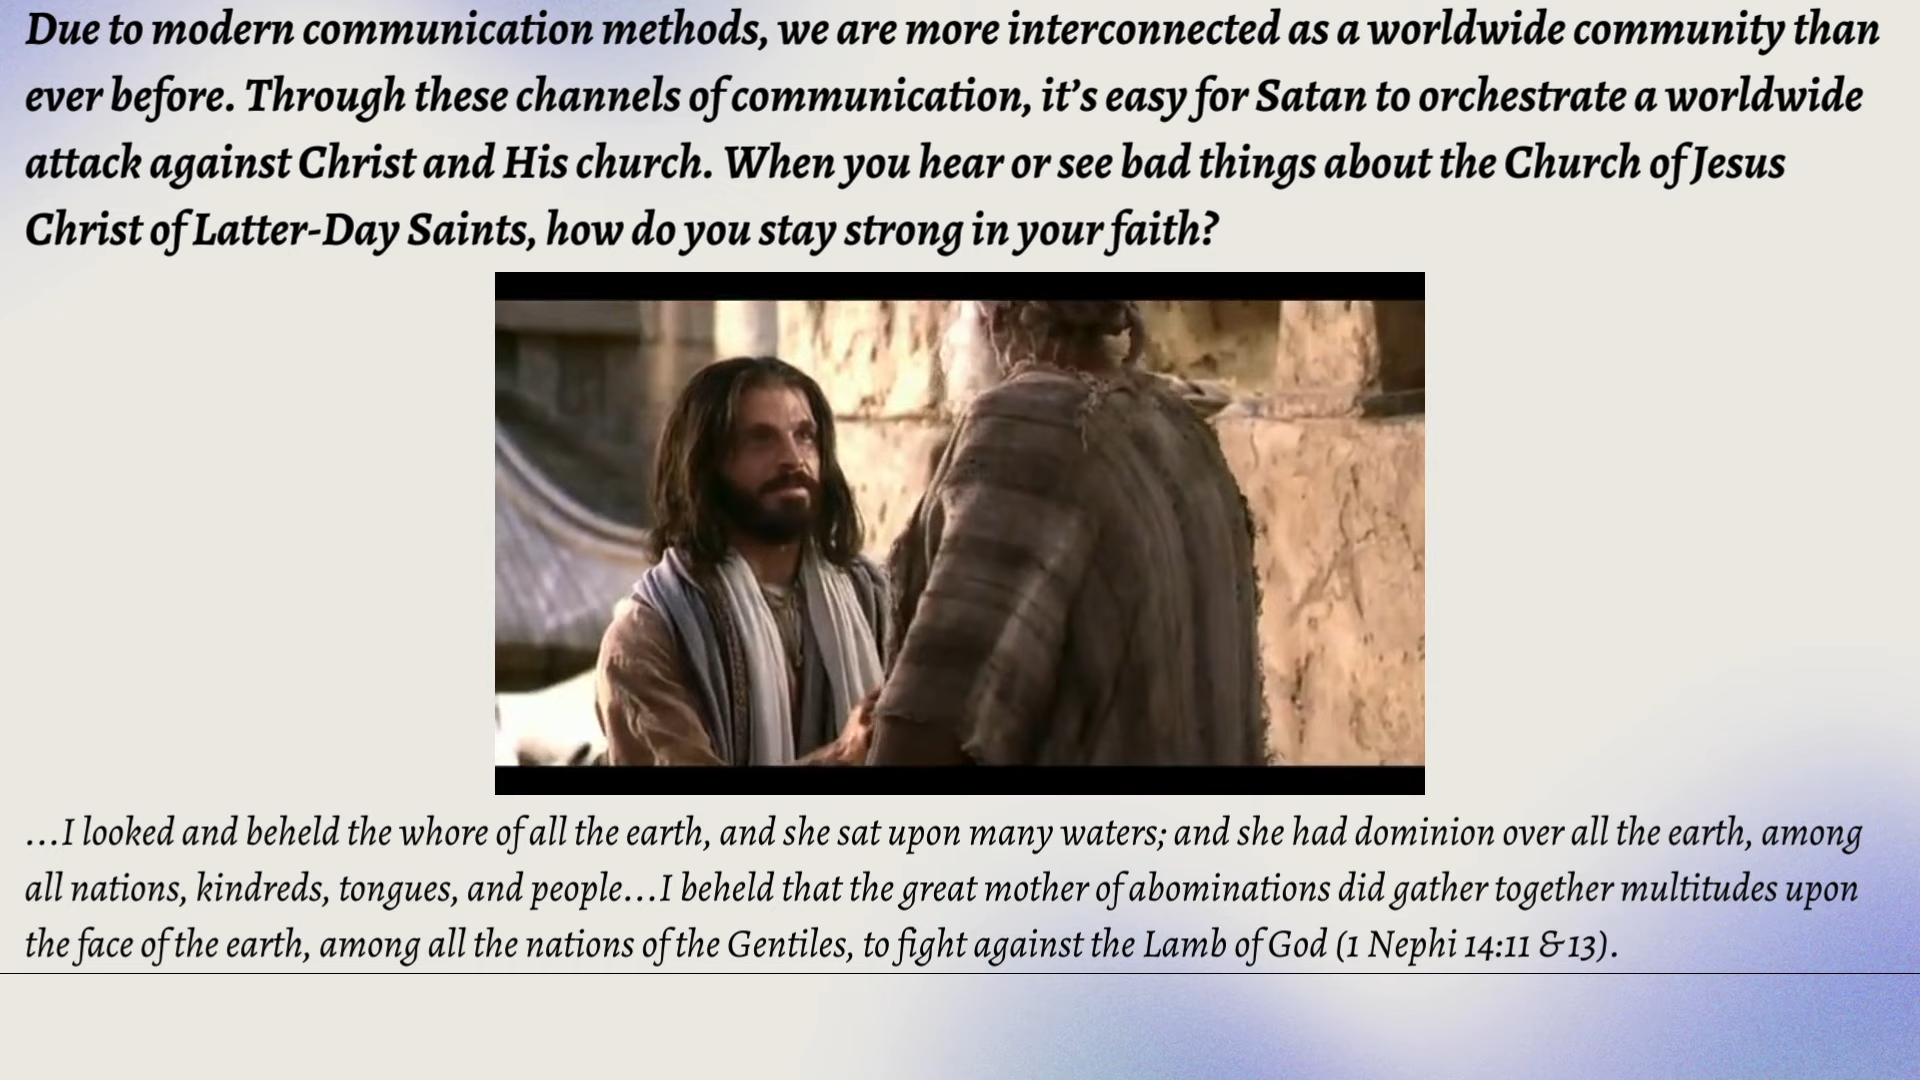 Due to modern communication methods, we are more interconnected as a worldwide community than
ever before. Through these channels of communication, it’s easy for Satan to orchestrate a worldwide
attack against Christ and His church. When you hear or see bad things about the Church of Jesus
Christ of Latter-Day Saints, how do you stay strong in your faith?
...I looked and beheld the whore of all the earth, and she sat upon many waters; and she had dominion over all the earth, among
all nations, kindreds, tongues, and people...I beheld that the great mother of abominations did gather together multitudes upon
the face of the earth, among all the nations of the Gentiles, to fight against the Lamb of God (1 Nephi 14:11 &13).